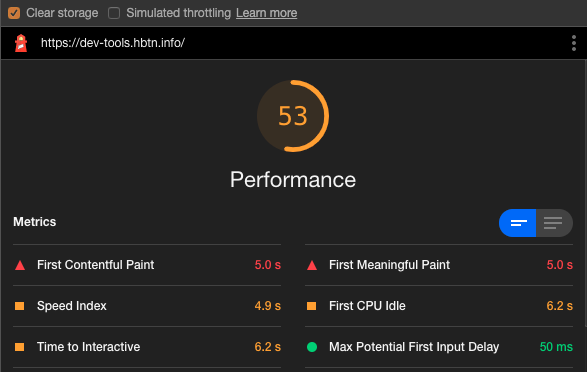 Clear storage Simulated throttling Learn more
https://dev-tools.hbtn.info/
53
Performance
Metrics
First Contentful Paint 5.0 s
First Meaningful Paint 5.0 s
Speed Index 4.9 s
First CPU Idle 6.2 s
Time to Interactive 6.2 s
Max Potential First Input Delay 50 ms